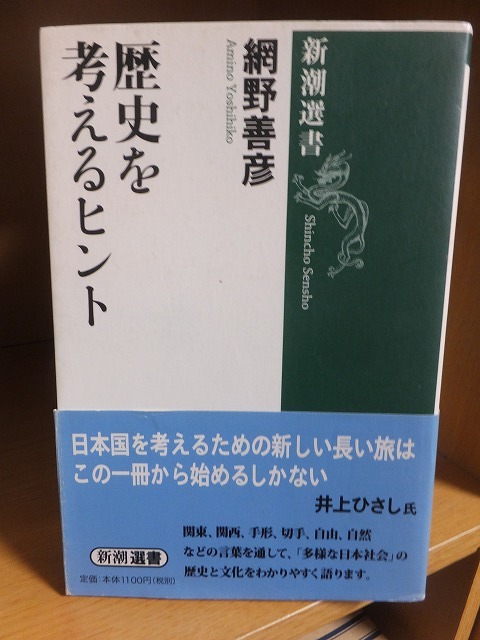 歴史を
考えるヒント
網野善彦
Amino Yoshihiko
新潮選書
Shincho Sensho
日本国を考えるための新しい長い旅は
この一冊から始めるしかない
井上ひさし氏
関東、関西、手形、切手、自由、自然
などの言葉を通して、「多様な日本社会」の
歴史と文化をわかりやすく語ります。
新潮選書
定価：本体1100円（税別）